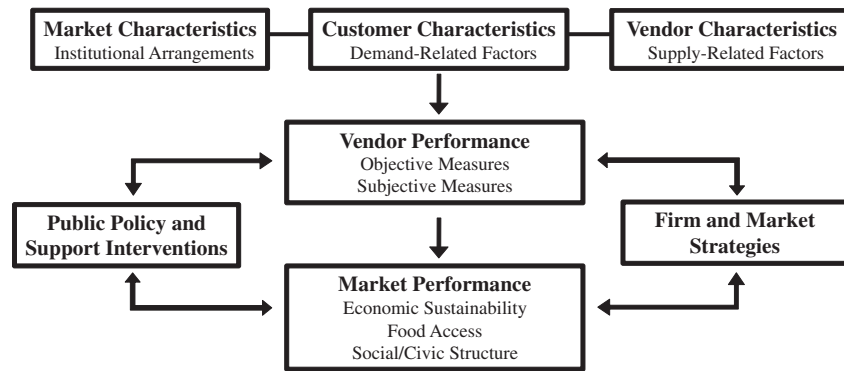 Market Characteristics
Institutional Arrangements
Customer Characteristics
Demand-Related Factors
Vendor Characteristics
Supply-Related Factors
Vendor Performance
Objective Measures
Subjective Measures
Public Policy and
Support Interventions
Firm and Market
Strategies
Market Performance
Economic Sustainability
Food Access
Social/Civic Structure